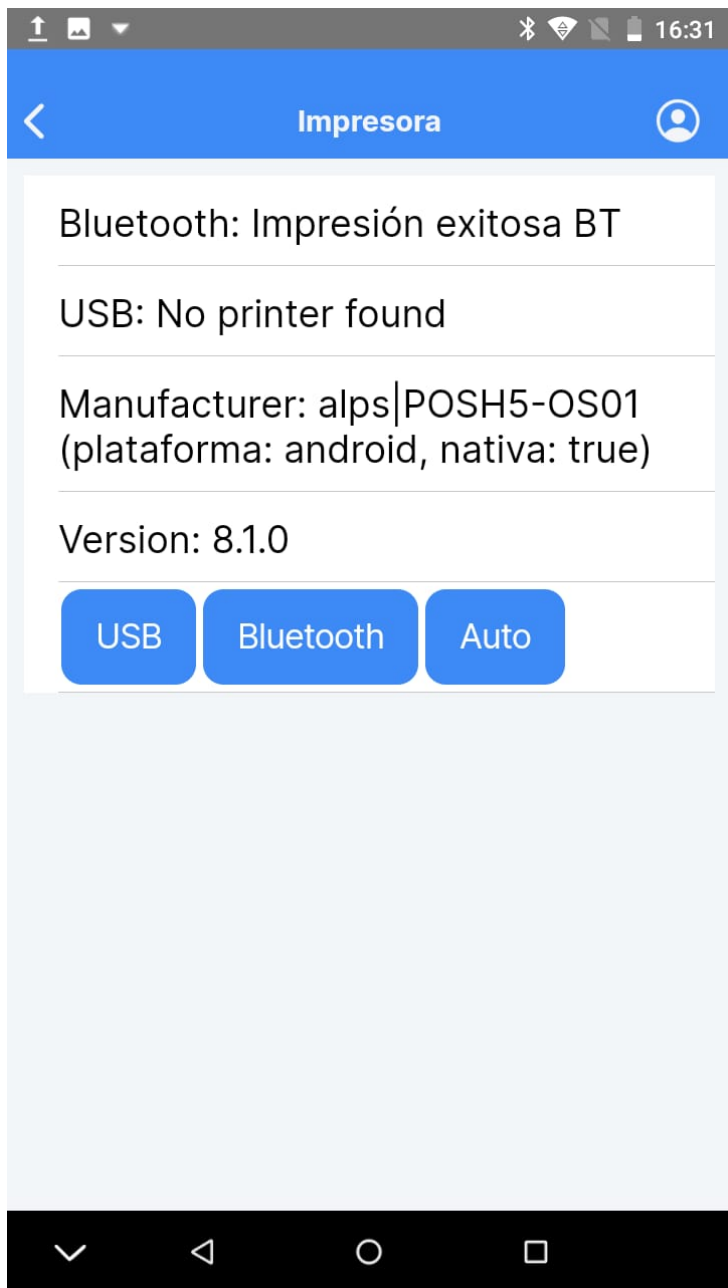 16:31
Impresora
Bluetooth: Impresión exitosa BT
USB: No printer found
Manufacturer: alps|POSH5-OS01
(plataforma: android, nativa: true)
Version: 8.1.0
USB Bluetooth Auto